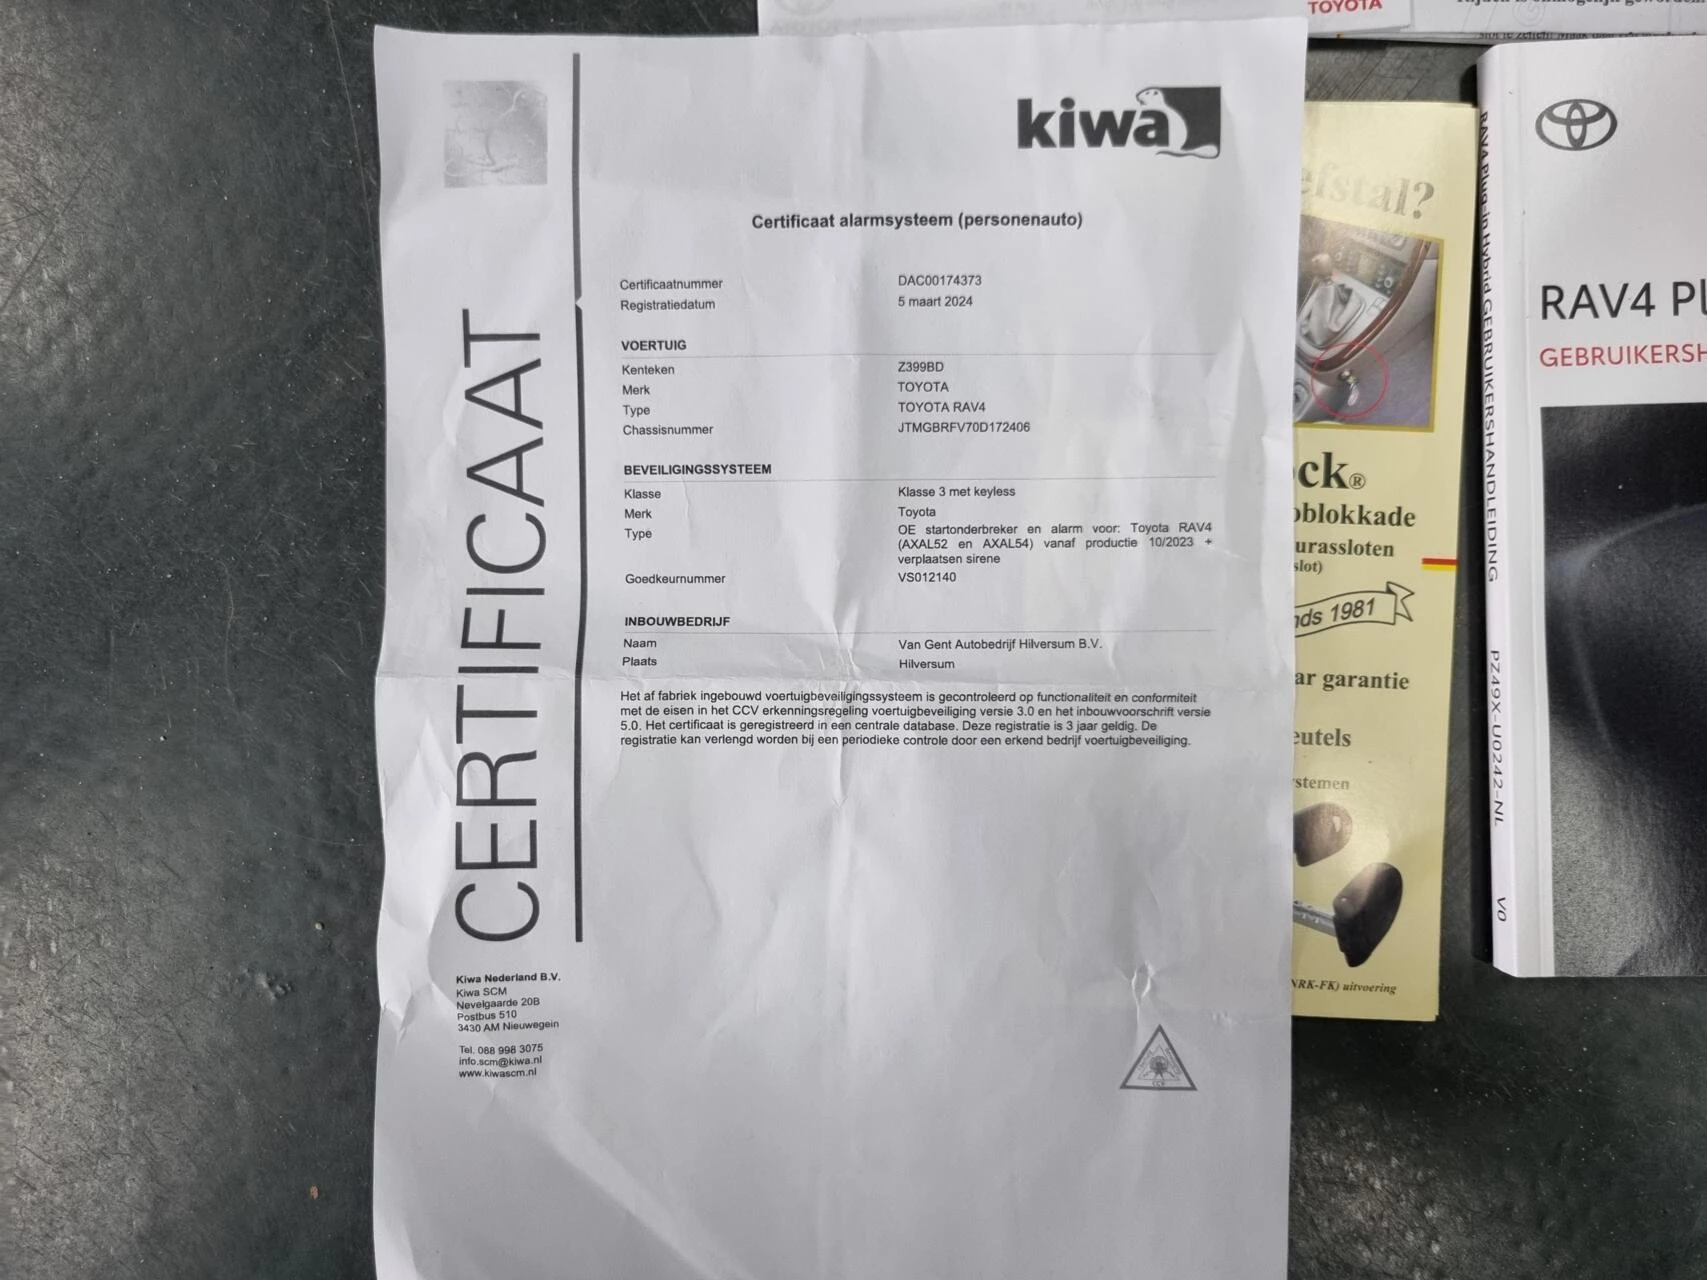 kiwa
Certificaat alarmsysteem (personenauto)
Certificaatnummer DAC00174373
Registratiedatum 5 maart 2024
VOERTUIG
Kenteken Z399BD
Merk TOYOTA
Type TOYOTA RAV4
Chassisnummer JTMGBRFV70D172406
BEVEILIGINGSSYSTEEM
Klasse Klasse 3 met keyless
Merk Toyota
Type OE startonderbreker en alarm voor: Toyota RAV4
(AXAL52 en AXAL54) vanaf productie 10/2023 +
verplaatsen sirene
Goedkeurnummer VS012140
INBOUWBEDRIJF
Naam Van Gent Autobedrijf Hilversum B.V.
Plaats Hilversum
Het af fabriek ingebouwd voertuigbeveiligingssysteem is gecontroleerd op functionaliteit en conformiteit
met de eisen in het CCV erkenningsregeling voertuigbeveiliging versie 3.0 en het inbouwvoorschrift versie
5.0. Het certificaat is geregistreerd in een centrale database. Deze registratie is 3 jaar geldig. De
registratie kan verlengd worden bij een periodieke controle door een erkend bedrijf voertuigbeveiliging.
CERTIFICAAT
Kiwa Nederland B.V.
Kiwa SCM
Nevelgaarde 20B
Postbus 510
3430 AM Nieuwegein
Tel. 088 998 3075
info.scm@kiwa.nl
www.kiwascm.nl
TOYOTA
efstal?
ck®
oblokkade
urassloten
slot)
nds 1981
ar garantie
eutels
stemen
NRK-FK) uitvoering
RAV4 Plug-in Hybrid GEBRUIKERSHANDLEIDING PZ49X-U0242-NL V0
RAV4 Pl
GEBRUIKERSH